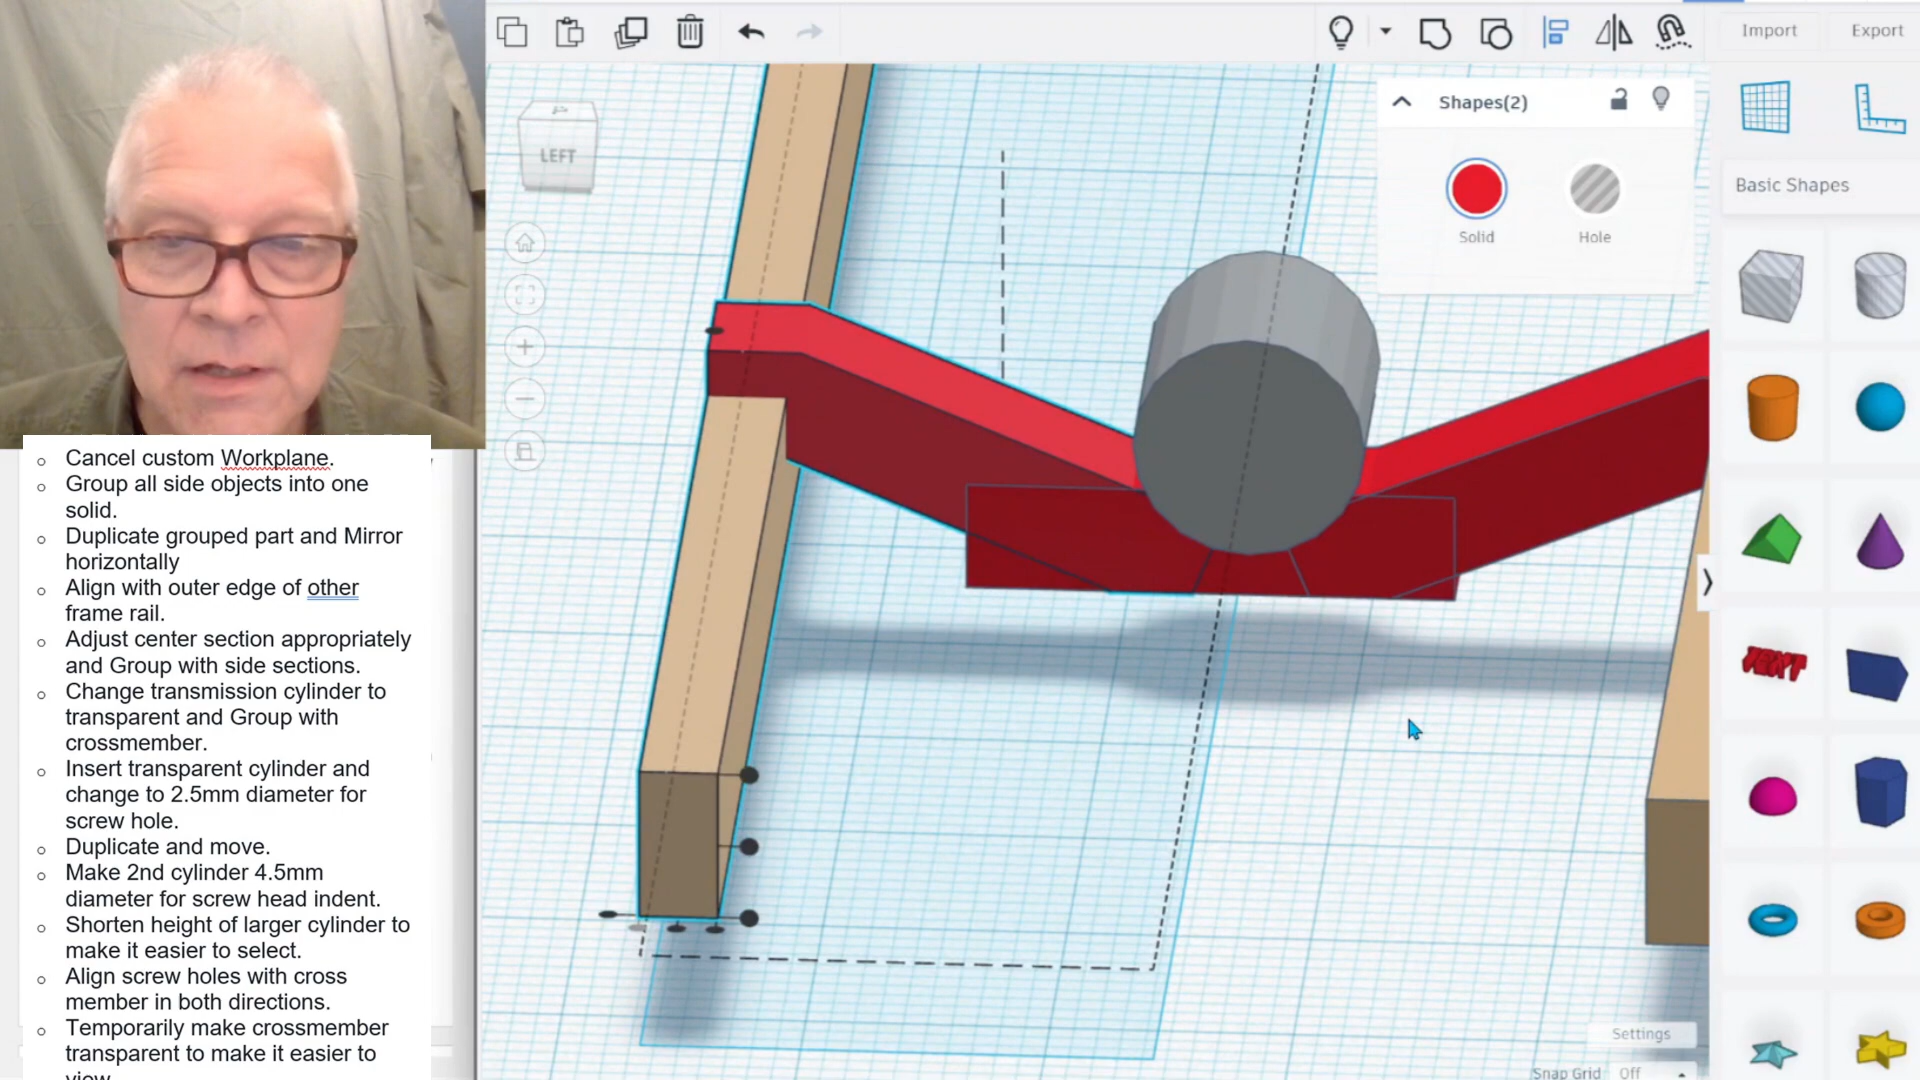 Import
Export
Shapes(2)
LEFT
Solid
Hole
Basic Shapes
TEXT
Cancel custom Workplane.
Group all side objects into one
solid.
Duplicate grouped part and Mirror
horizontally
Align with outer edge of other
frame rail.
Adjust center section appropriately
and Group with side sections.
Change transmission cylinder to
transparent and Group with
crossmember.
Insert transparent cylinder and
change to 2.5mm diameter for
screw hole.
Duplicate and move.
Make 2nd cylinder 4.5mm
diameter for screw head indent.
Shorten height of larger cylinder to
make it easier to select.
Align screw holes with cross
member in both directions.
Temporarily make crossmember
transparent to make it easier to
view
Settings
Snap Grid Off